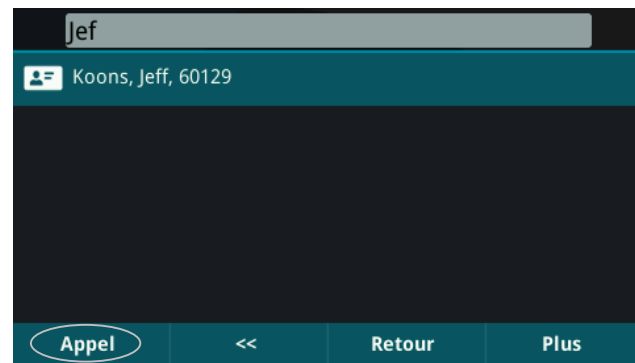 Jef
Koons, Jeff, 60129
Appel << Retour Plus